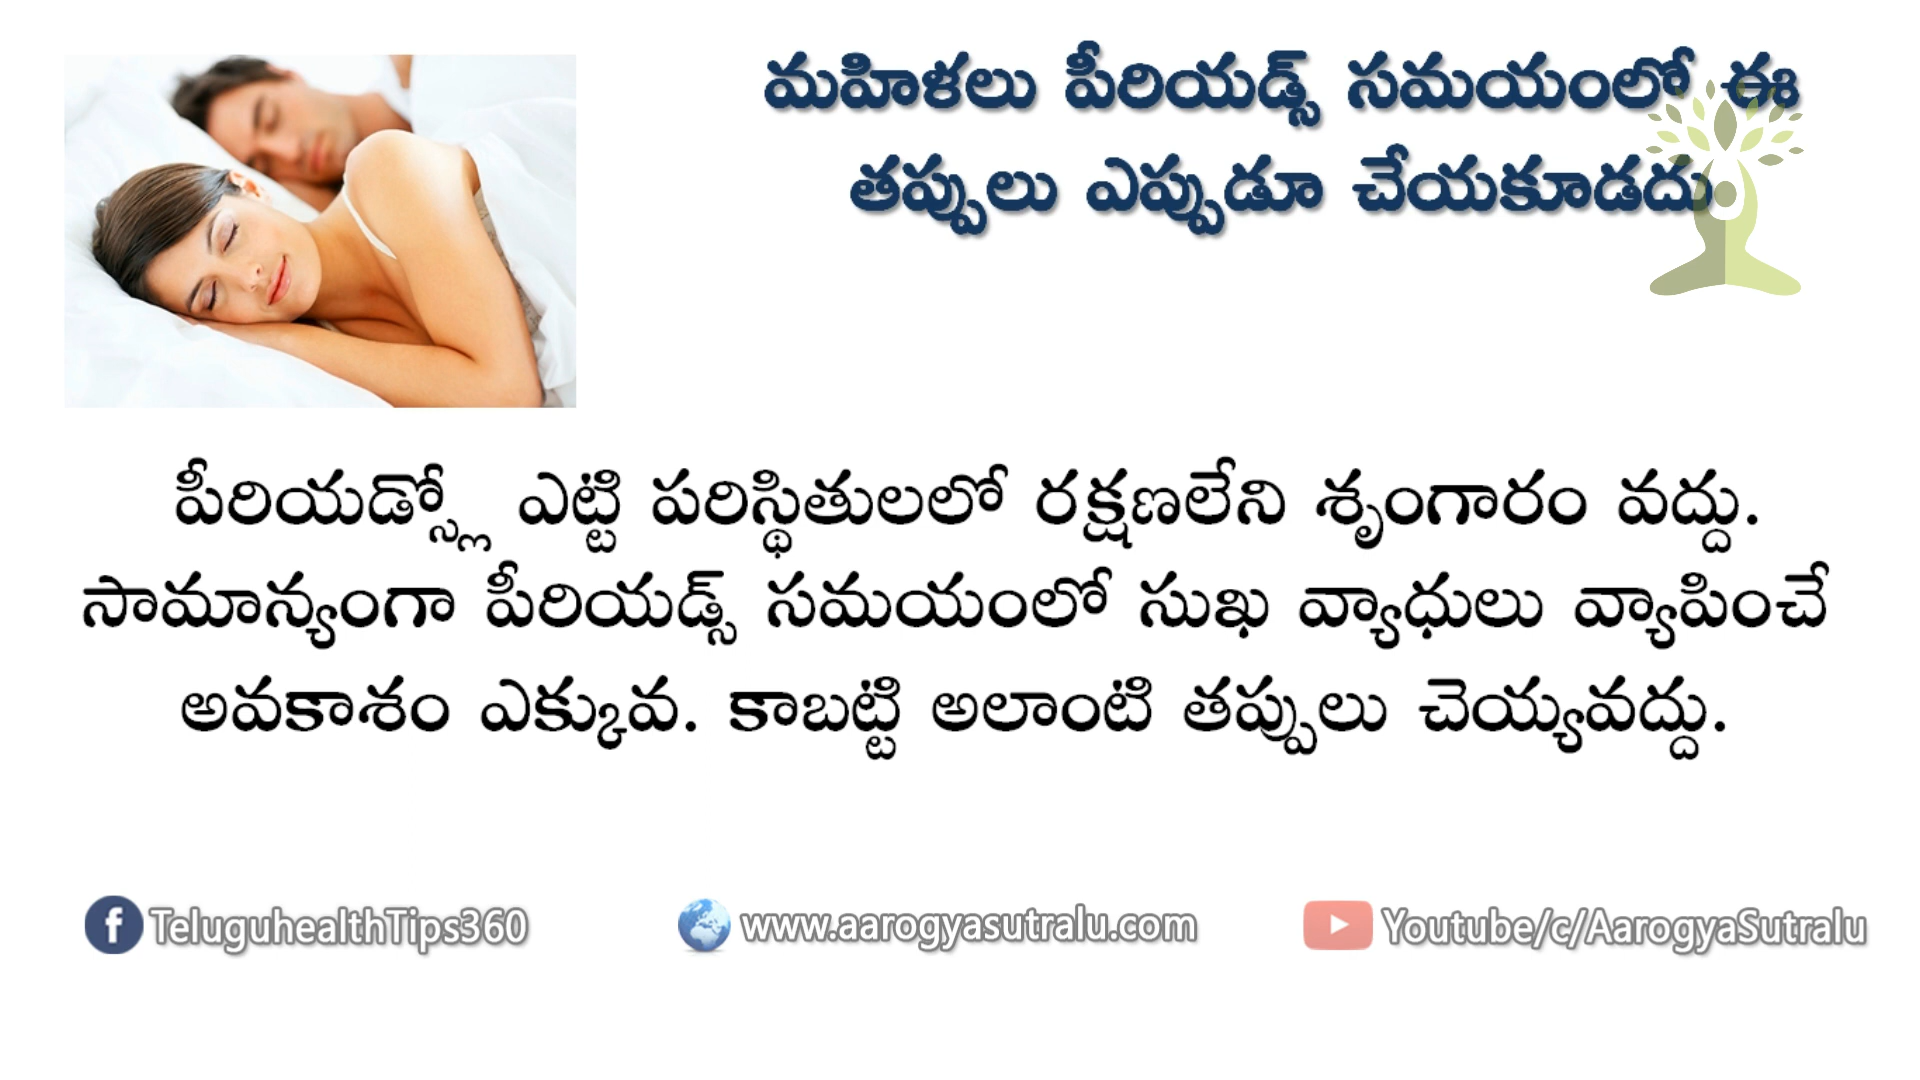 మహిళలు పీరియడ్స్ సమయంలో ఈ
తప్పులు ఎప్పుడూ చేయకూడదు
పీరియడ్స్లో ఎట్టి పరిస్థితులలో రక్షణలేని శృంగారం వద్దు.
సామాన్యంగా పీరియడ్స్ సమయంలో సుఖ వ్యాధులు వ్యాపించే
అవకాశం ఎక్కువ. కాబట్టి అలాంటి తప్పులు చెయ్యవద్దు.
TeluguhealthTips360
www.aarogyasutralu.com
Youtube/c/AarogyaSutralu